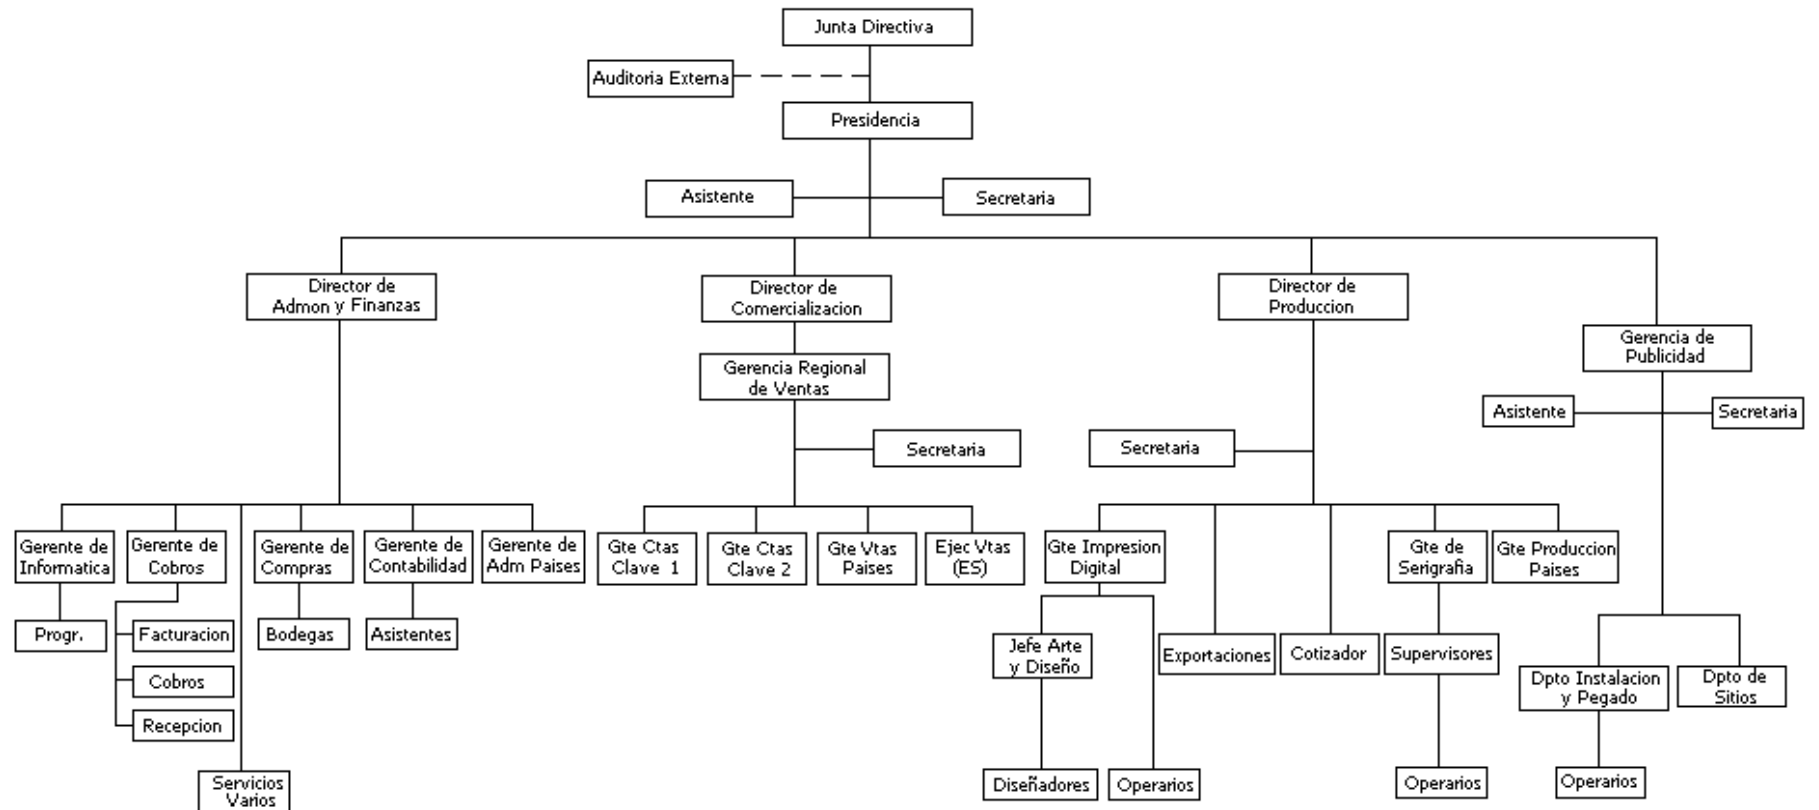 Junta Directiva
Auditoria Externa
Presidencia
Asistente
Secretaria
Director de
Admon y Finanzas
Director de
Comercializacion
Director de
Produccion
Gerencia de
Publicidad
Gerencia Regional
de Ventas
Asistente
Secretaria
Secretaria
Secretaria
Gerente de
Informatica
Gerente de
Cobros
Gerente de
Compras
Gerente de
Contabilidad
Gerente de
Adm Paises
Gte Ctas
Clave 1
Gte Ctas
Clave 2
Gte Vtas
Paises
Ejec Vtas
(ES)
Gte Impresion
Digital
Gte de
Serigrafia
Gte Produccion
Paises
Progr.
Facturacion
Cobros
Recepcion
Bodegas
Asistentes
Jefe Arte
y Diseño
Exportaciones
Cotizador
Supervisores
Dpto Instalacion
y Pegado
Dpto de
Sitios
Servicios
Varios
Diseñadores
Operarios
Operarios
Operarios